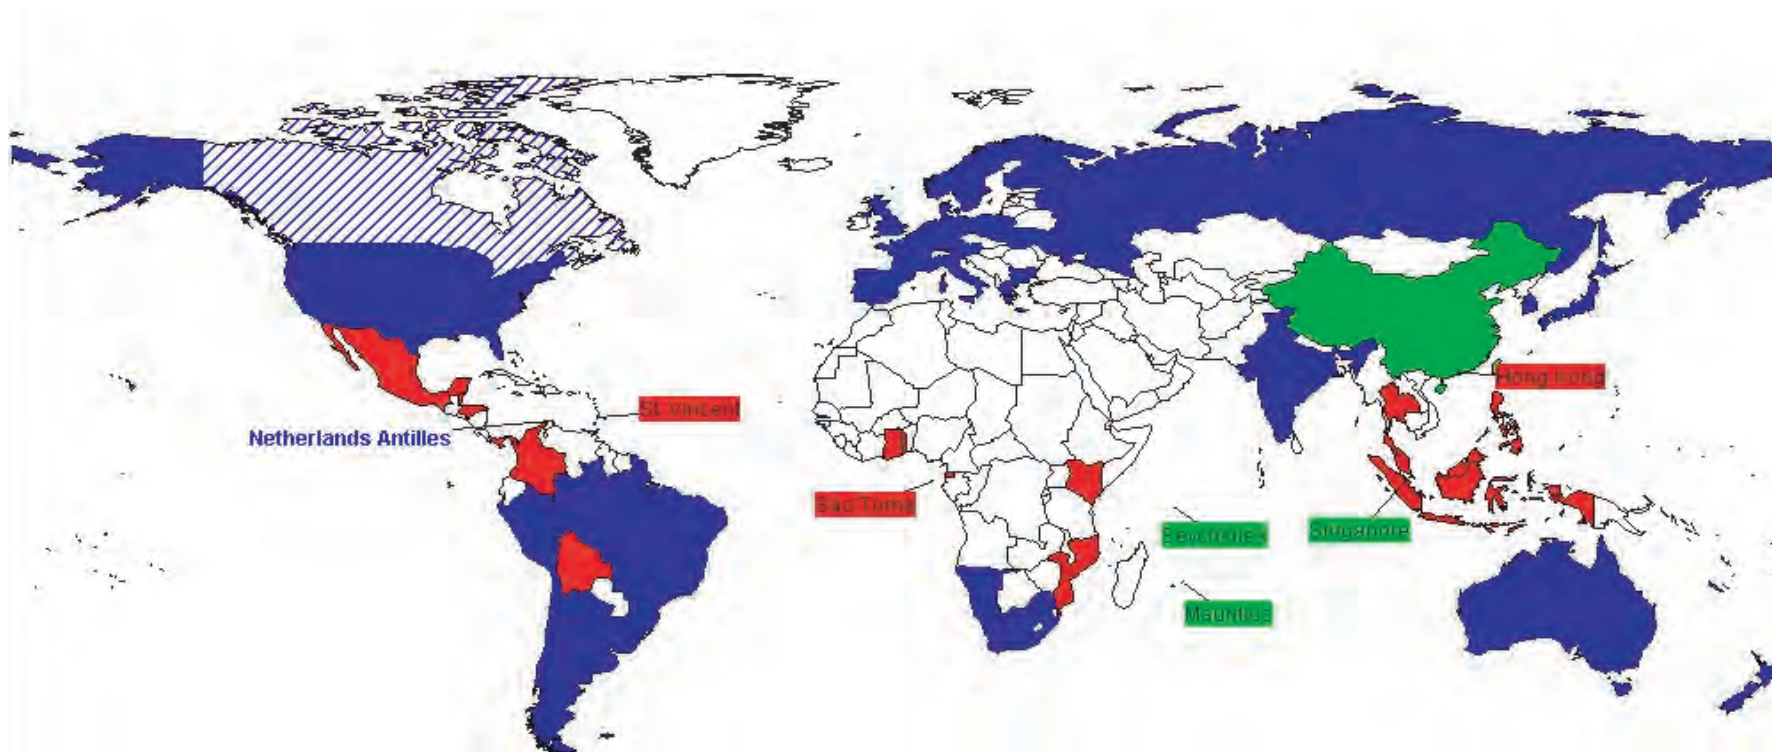 Hong Kong
St Vincent
Netherlands Antilles
Sao Tome
Seychelles
Singapore
Mauritius